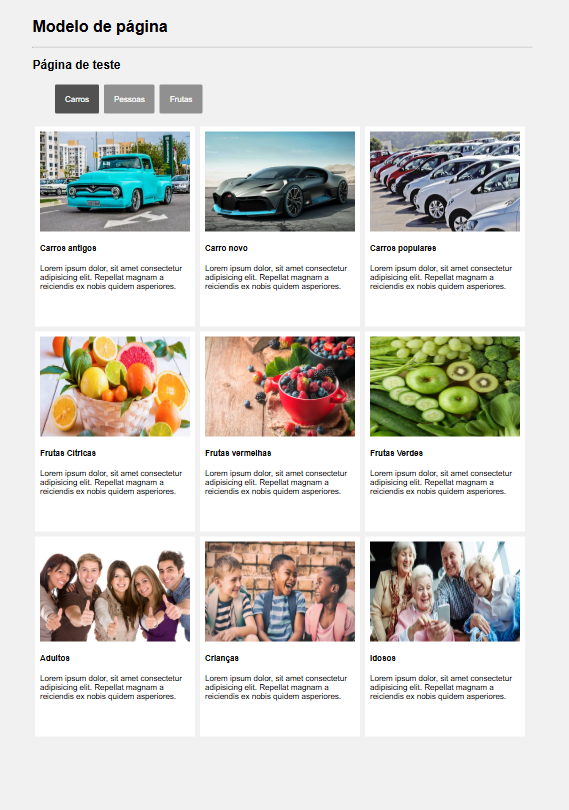 Modelo de página
Página de teste
Carros
Pessoas
Frutas
Carros antigos
Lorem ipsum dolor, sit amet consectetur
adipisicing elit. Repellat magnam a
reiciendis ex nobis quidem asperiores.
Carro novo
Lorem ipsum dolor, sit amet consectetur
adipisicing elit. Repellat magnam a
reiciendis ex nobis quidem asperiores.
Carros populares
Lorem ipsum dolor, sit amet consectetur
adipisicing elit. Repellat magnam a
reiciendis ex nobis quidem asperiores.
Frutas Citricas
Lorem ipsum dolor, sit amet consectetur
adipisicing elit. Repellat magnam a
reiciendis ex nobis quidem asperiores.
Frutas vermelhas
Lorem ipsum dolor, sit amet consectetur
adipisicing elit. Repellat magnam a
reiciendis ex nobis quidem asperiores.
Frutas Verdes
Lorem ipsum dolor, sit amet consectetur
adipisicing elit. Repellat magnam a
reiciendis ex nobis quidem asperiores.
Adultos
Lorem ipsum dolor, sit amet consectetur
adipisicing elit. Repellat magnam a
reiciendis ex nobis quidem asperiores.
Crianças
Lorem ipsum dolor, sit amet consectetur
adipisicing elit. Repellat magnam a
reiciendis ex nobis quidem asperiores.
Idosos
Lorem ipsum dolor, sit amet consectetur
adipisicing elit. Repellat magnam a
reiciendis ex nobis quidem asperiores.